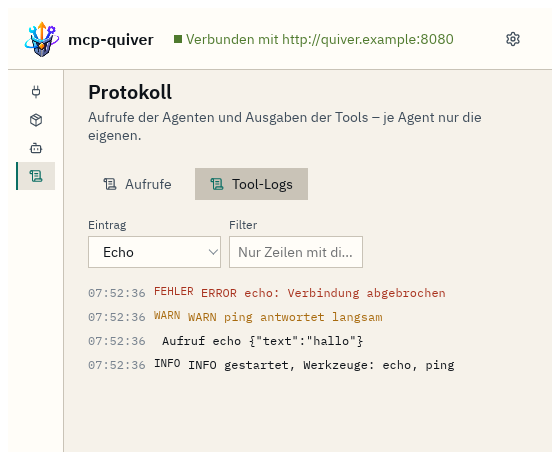 mcp-quiver
Verbunden mit http://quiver.example:8080
Protokoll
Aufrufe der Agenten und Ausgaben der Tools – je Agent nur die
eigenen.
Aufrufe
Tool-Logs
Eintrag
Filter
Echo
Nur Zeilen mit di...
07:52:36 FEHLER ERROR echo: Verbindung abgebrochen
07:52:36 WARN WARN ping antwortet langsam
07:52:36 Aufruf echo {"text":"hallo"}
07:52:36 INFO INFO gestartet, Werkzeuge: echo, ping